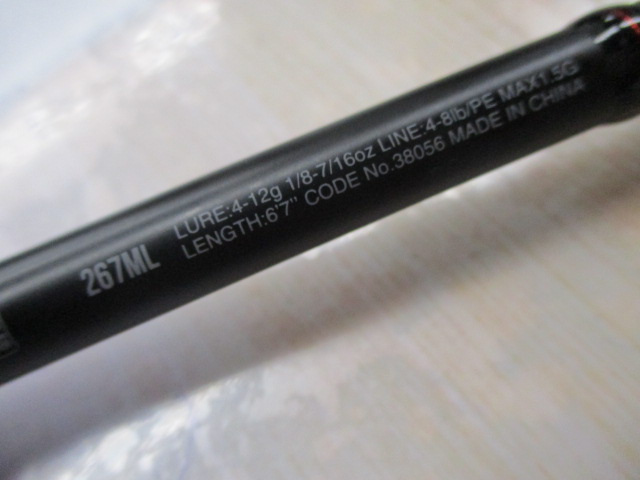 267ML
LURE:4-12g 1/8-7/16oz LINE:4-8lb/PE MAX1.5G
LENGTH:6'7" CODE No.38056 MADE IN CHINA